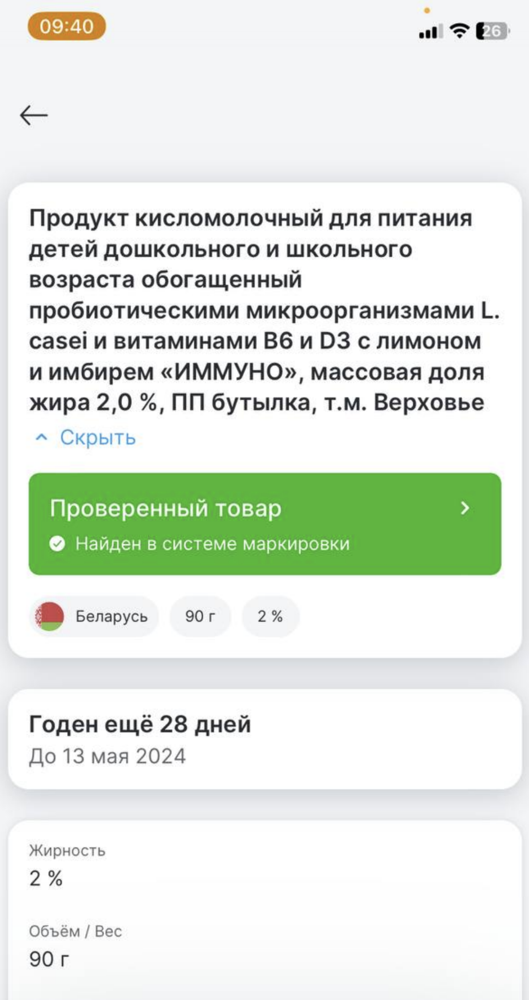 09:40
26
Продукт кисломолочный для питания
детей дошкольного и школьного
возраста обогащенный
пробиотическими микроорганизмами L.
casei и витаминами B6 и D3 с лимоном
и имбирем «ИММУНО», массовая доля
жира 2,0 %, ПП бутылка, т.м. Верховье
Скрыть
Проверенный товар
Найден в системе маркировки
Беларусь 90 г 2 %
Годен ещё 28 дней
До 13 мая 2024
Жирность
2 %
Объём / Вес
90 г